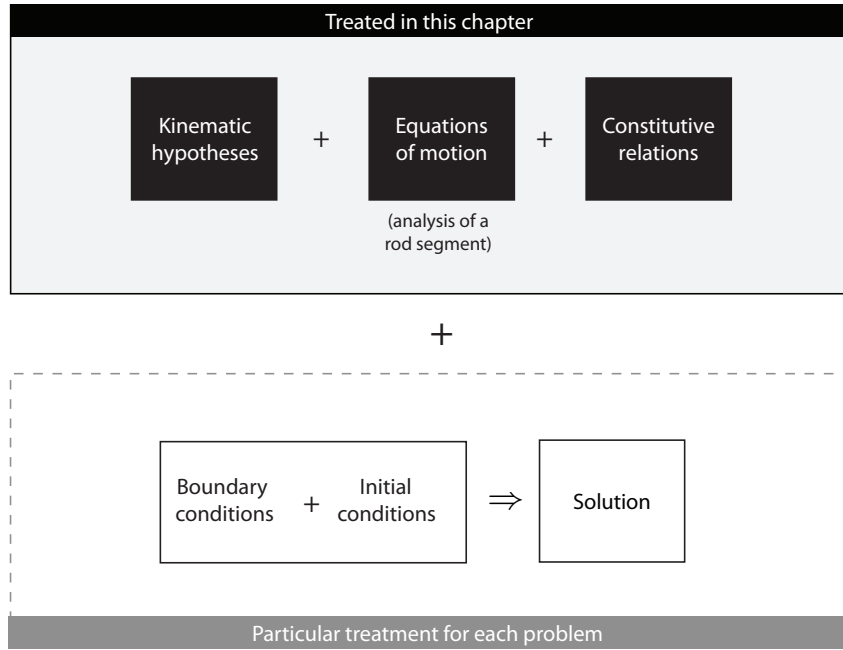 Treated in this chapter
Kinematic
hypotheses
+
Equations
of motion
+
Constitutive
relations
(analysis of a
rod segment)
+
Boundary
conditions
+
Initial
conditions
⇒
Solution
Particular treatment for each problem